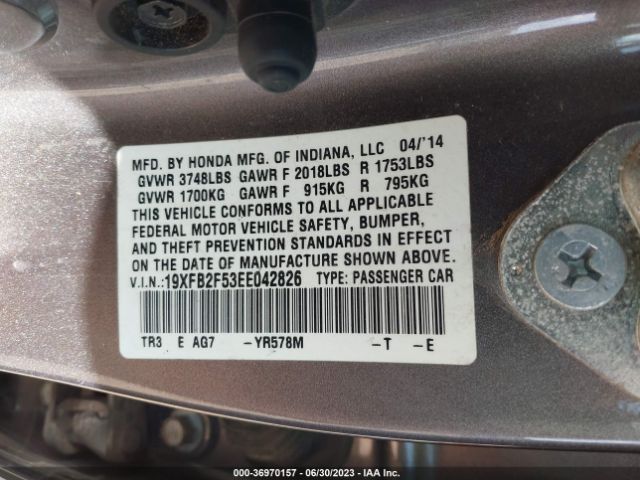 MFD. BY HONDA MFG. OF INDIANA, LLC 04/'14
GVWR 3748LBS GAWR F 2018LBS R 1753LBS
GVWR 1700KG GAWR F 915KG R 795KG
THIS VEHICLE CONFORMS TO ALL APPLICABLE
FEDERAL MOTOR VEHICLE SAFETY, BUMPER,
AND THEFT PREVENTION STANDARDS IN EFFECT
ON THE DATE OF MANUFACTURE SHOWN ABOVE.
V.I.N.:19XFB2F53EE042826 TYPE: PASSENGER CAR
TR3 E AG7 -YR578M -T -E
000-36970157 - 06/30/2023 - IAA Inc.